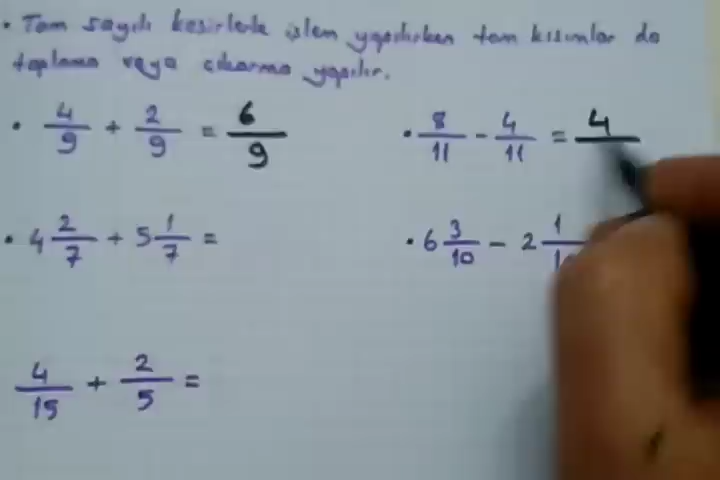 • Tam sayılı kesirlerle işlem yapılırken tam kısımlar da
toplama veya çıkarma yapılır.
• 4/9 + 2/9 = 6/9
• 8/11 - 4/11 = 4
• 4 2/7 + 5 1/7 =
• 6 3/10 - 2 1/
4/15 + 2/5 =